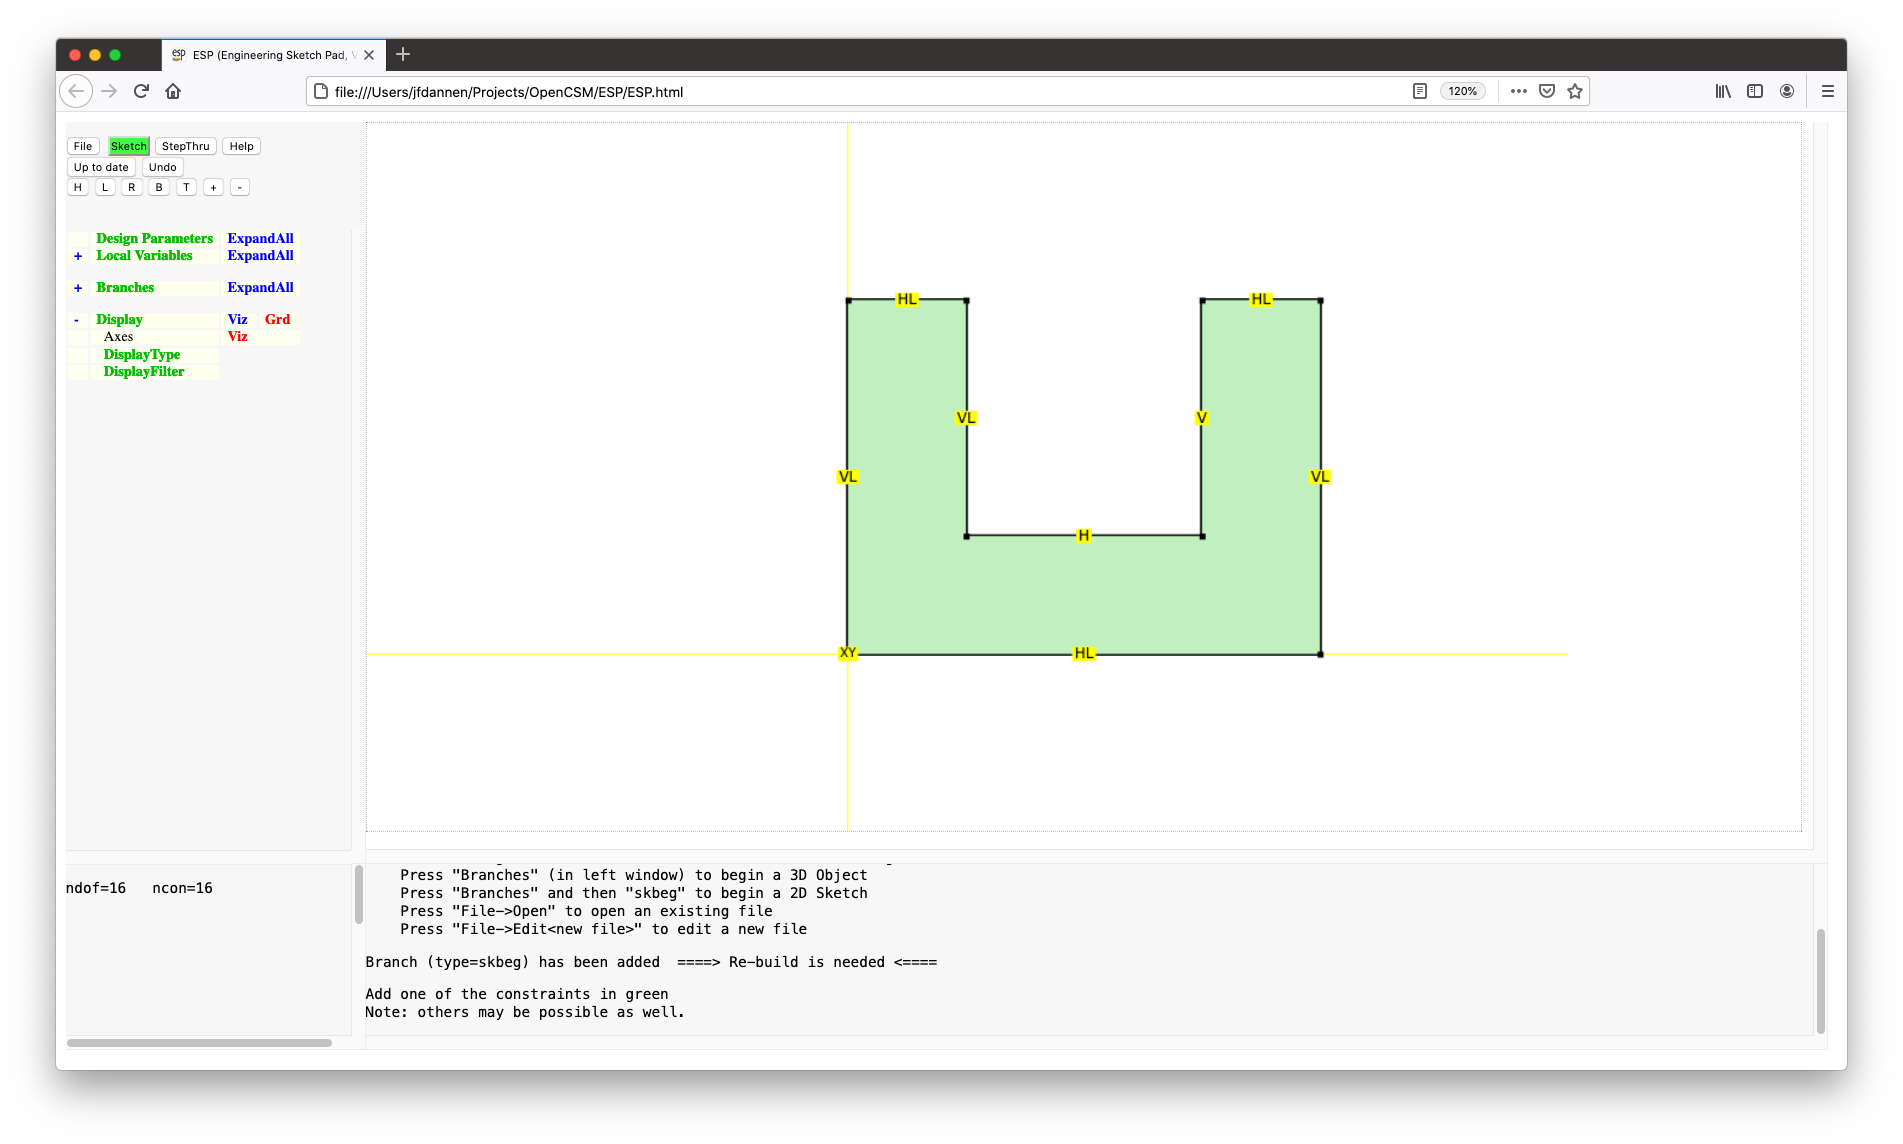 esp ESP (Engineering Sketch Pad, V
file:///Users/jfdannen/Projects/OpenCSM/ESP/ESP.html 120%
File Sketch StepThru Help
Up to date Undo
H L R B T + -
Design Parameters ExpandAll
+ Local Variables ExpandAll
+ Branches ExpandAll
- Display Viz Grd
Axes Viz
DisplayType
DisplayFilter
HL HL
VL V
VL VL
H
XY HL
ndof=16 ncon=16
Press "Branches" (in left window) to begin a 3D Object
Press "Branches" and then "skbeg" to begin a 2D Sketch
Press "File->Open" to open an existing file
Press "File->Edit<new file>" to edit a new file
Branch (type=skbeg) has been added ====> Re-build is needed <====
Add one of the constraints in green
Note: others may be possible as well.